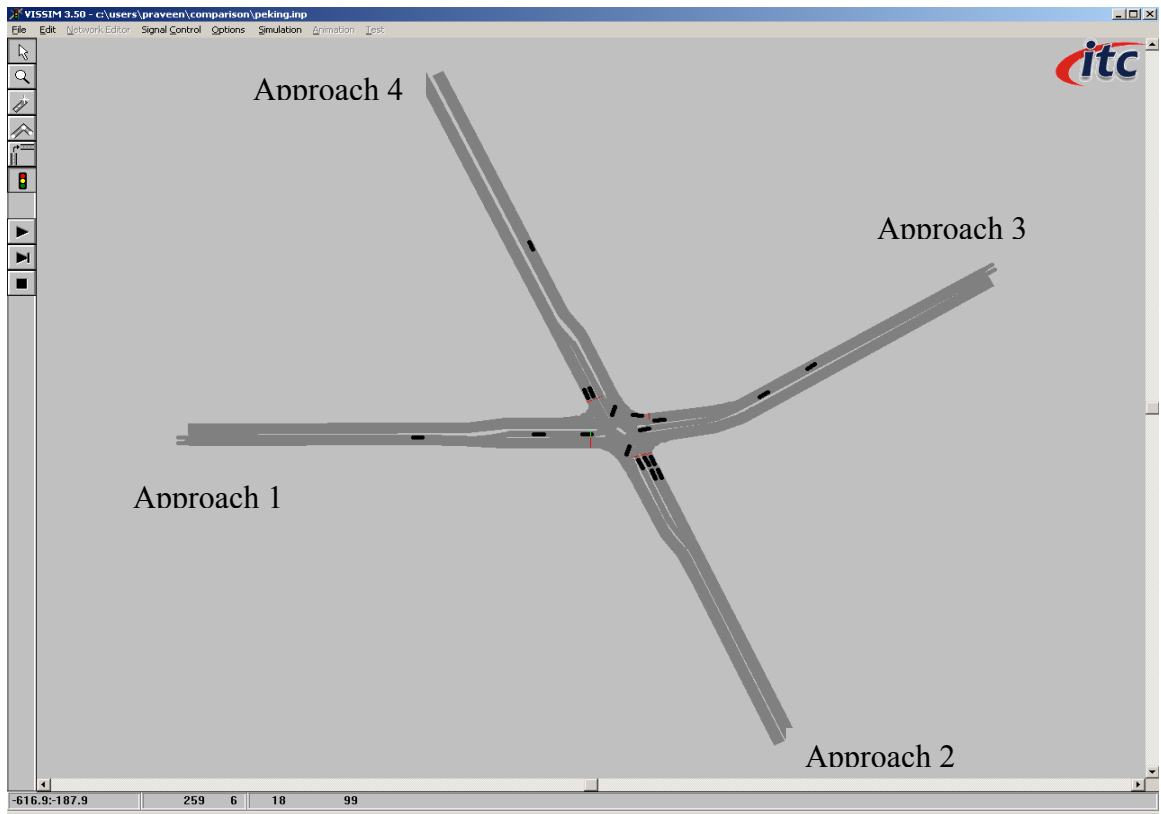 VISSIM 3.50 - c:\users\praveen\comparison\peking.inp
File Edit Network Editor Signal Control Options Simulation Animation Test
itc
Approach 4
Approach 3
Approach 1
Approach 2
-616.9:-187.9 259 6 18 99